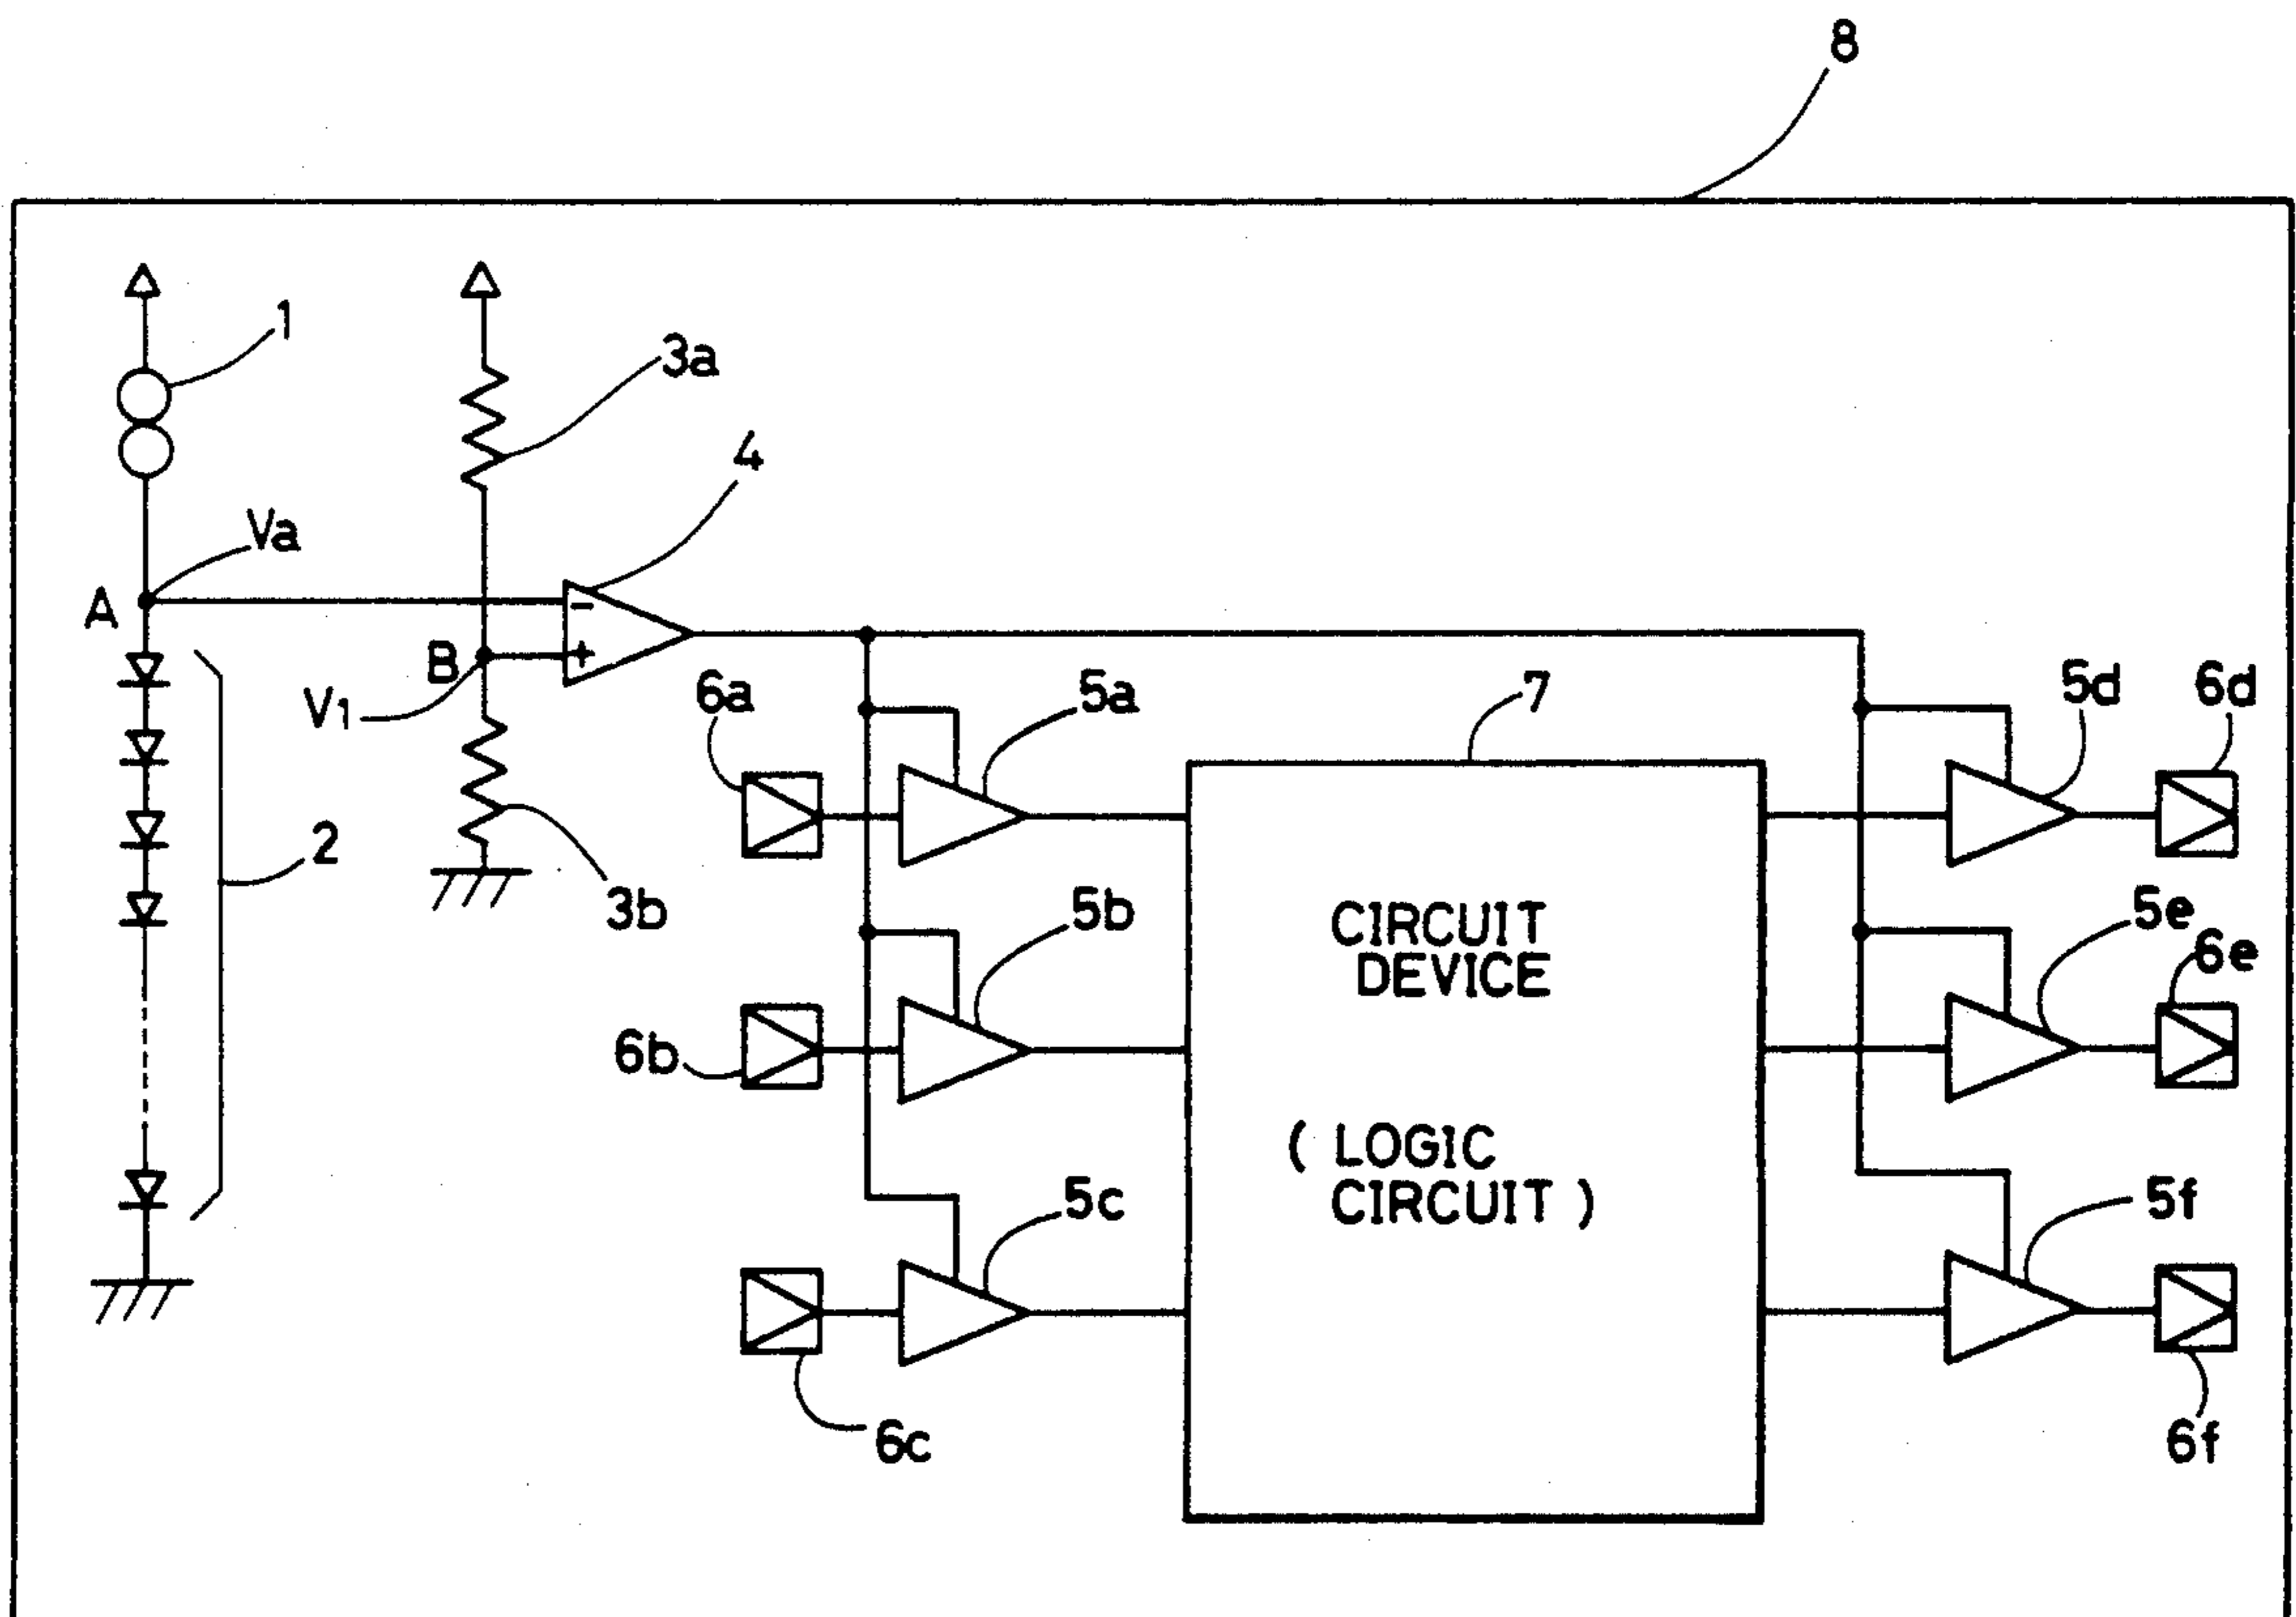 8
1
3a
4
Va
A
B
V1
2
3b
6a
5a
7
5d
6d
6b
5b
CIRCUIT
DEVICE
5e
6e
( LOGIC
CIRCUIT )
5c
5f
6c
6f
-
+